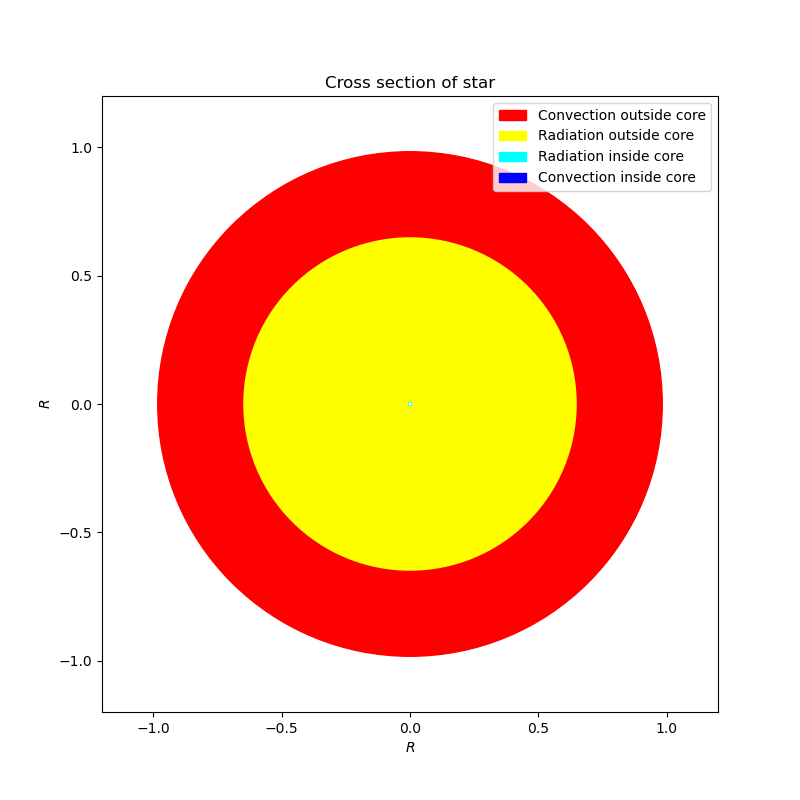 Cross section of star
Convection outside core
Radiation outside core
Radiation inside core
Convection inside core
1.0
0.5
0.0
−0.5
−1.0
R
−1.0
−0.5
0.0
0.5
1.0
R